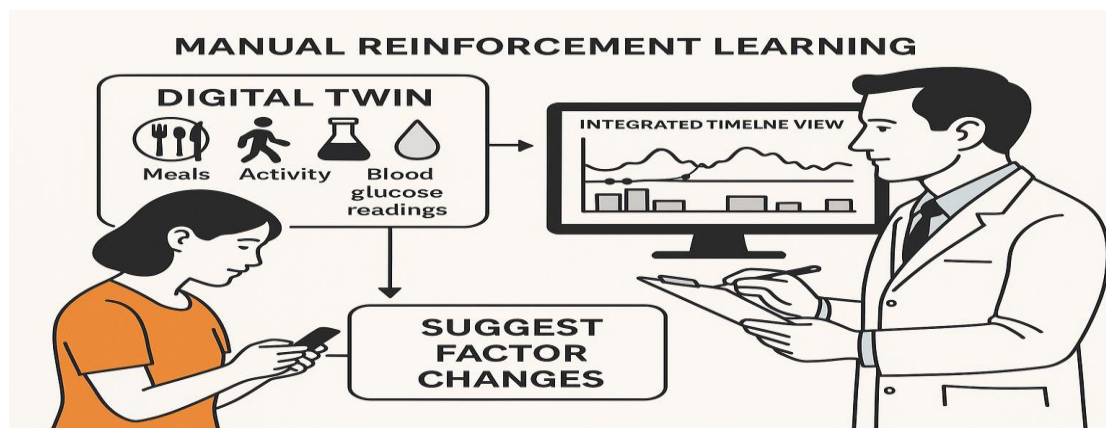 MANUAL REINFORCEMENT LEARNING
DIGITAL TWIN
Meals Activity Blood
glucose
readings
INTEGRATED TIMELNE VIEW
SUGGEST
FACTOR
CHANGES